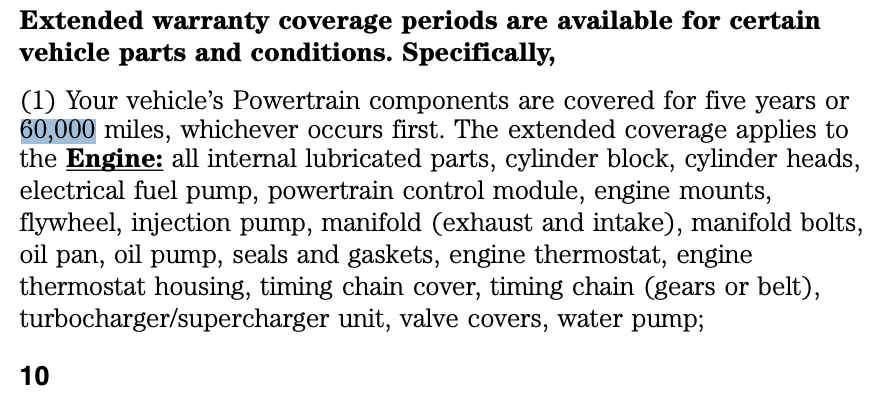 Extended warranty coverage periods are available for certain
vehicle parts and conditions. Specifically,
(1) Your vehicle’s Powertrain components are covered for five years or
60,000 miles, whichever occurs first. The extended coverage applies to
the Engine: all internal lubricated parts, cylinder block, cylinder heads,
electrical fuel pump, powertrain control module, engine mounts,
flywheel, injection pump, manifold (exhaust and intake), manifold bolts,
oil pan, oil pump, seals and gaskets, engine thermostat, engine
thermostat housing, timing chain cover, timing chain (gears or belt),
turbocharger/supercharger unit, valve covers, water pump;
10